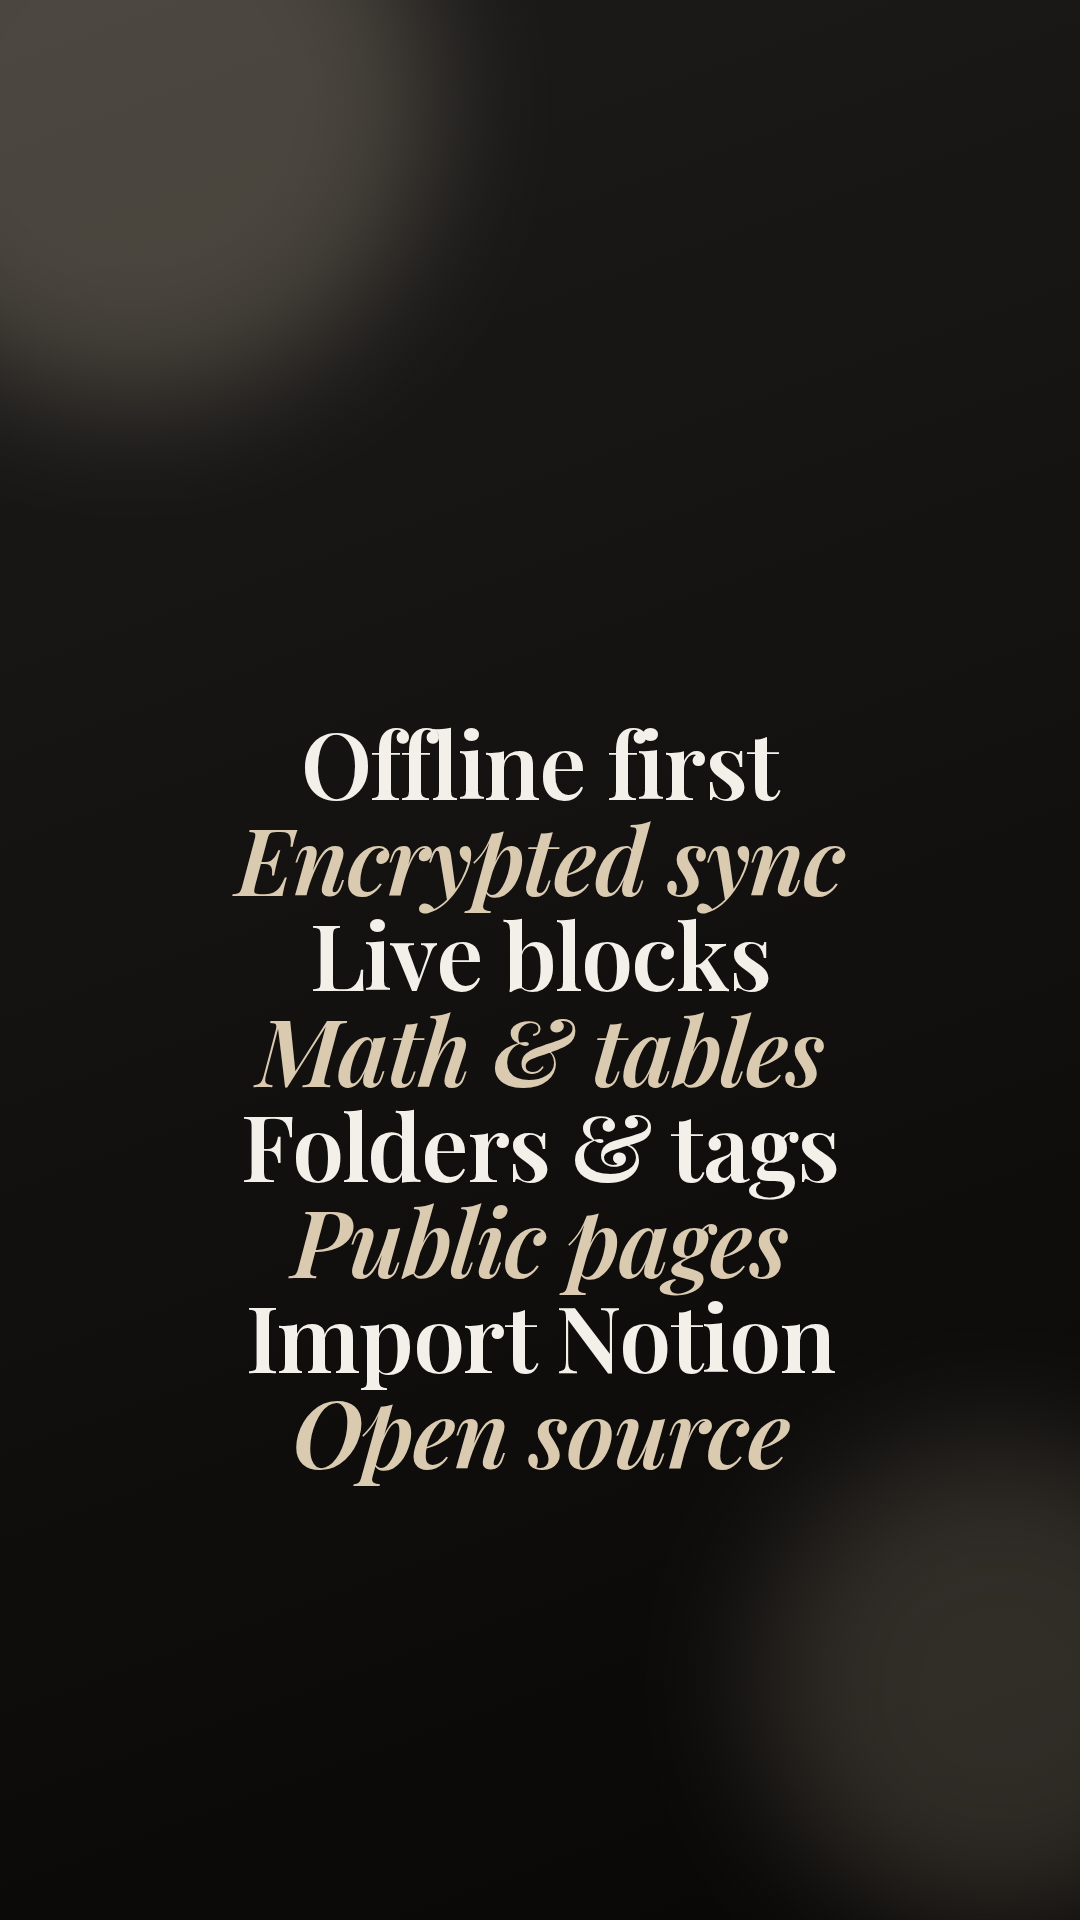 Offline first
Encrypted sync
Live blocks
Math & tables
Folders & tags
Public pages
Import Notion
Open source